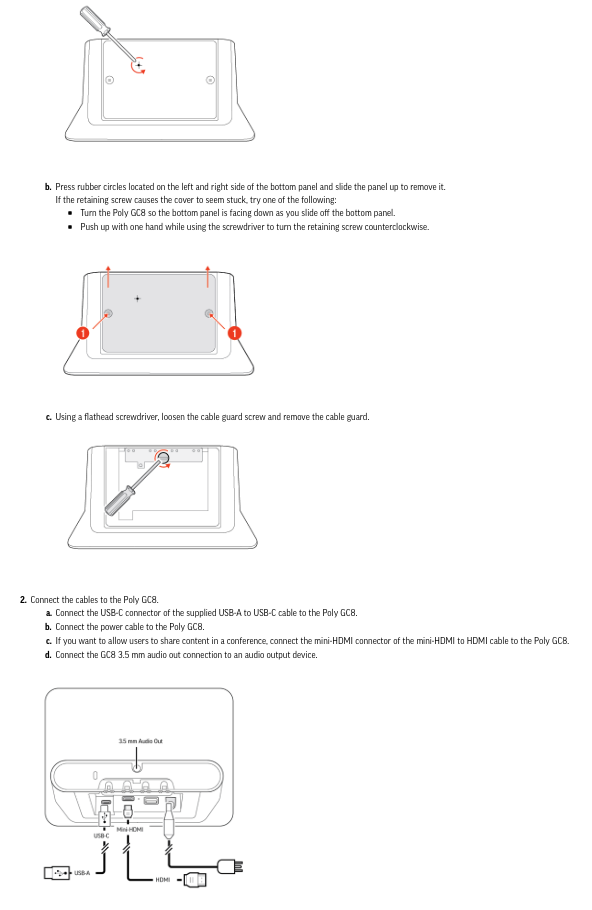 b. Press rubber circles located on the left and right side of the bottom panel and slide the panel up to remove it.
If the retaining screw causes the cover to seem stuck, try one of the following:
• Turn the Poly GC8 so the bottom panel is facing down as you slide off the bottom panel.
• Push up with one hand while using the screwdriver to turn the retaining screw counterclockwise.
1 1
c. Using a flathead screwdriver, loosen the cable guard screw and remove the cable guard.
2. Connect the cables to the Poly GC8.
a. Connect the USB-C connector of the supplied USB-A to USB-C cable to the Poly GC8.
b. Connect the power cable to the Poly GC8.
c. If you want to allow users to share content in a conference, connect the mini-HDMI connector of the mini-HDMI to HDMI cable to the Poly GC8.
d. Connect the GC8 3.5 mm audio out connection to an audio output device.
3.5 mm Audio Out
Mini-HDMI
USB-C
USB-A
HDMI